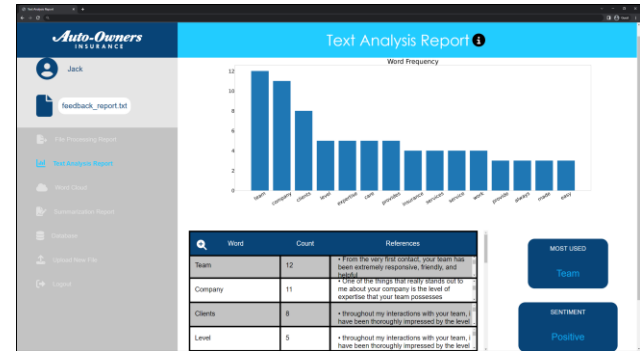 Auto-Owners
INSURANCE
Jack
feedback_report.txt
File Processing Report
Text Analysis Report
Word Cloud
Summarization Report
Database
Upload New File
Logout
Text Analysis Report
Word Frequency
12
10
8
6
4
2
0
team
company
clients
level
expertise
care
provides
insurance
services
service
work
provide
always
made
easy
Word Count References
Team 12 • From the very first contact, your team has
been extremely responsive, friendly, and
helpful
Company 11 • One of the things that really stands out to
me about your company is the level of
expertise that your team possesses
Clients 8 • throughout my interactions with your team, i
have been thoroughly impressed by the level
Level 5 • throughout my interactions with your team, i
have been thoroughly impressed by the level
MOST USED
Team
SENTIMENT
Positive